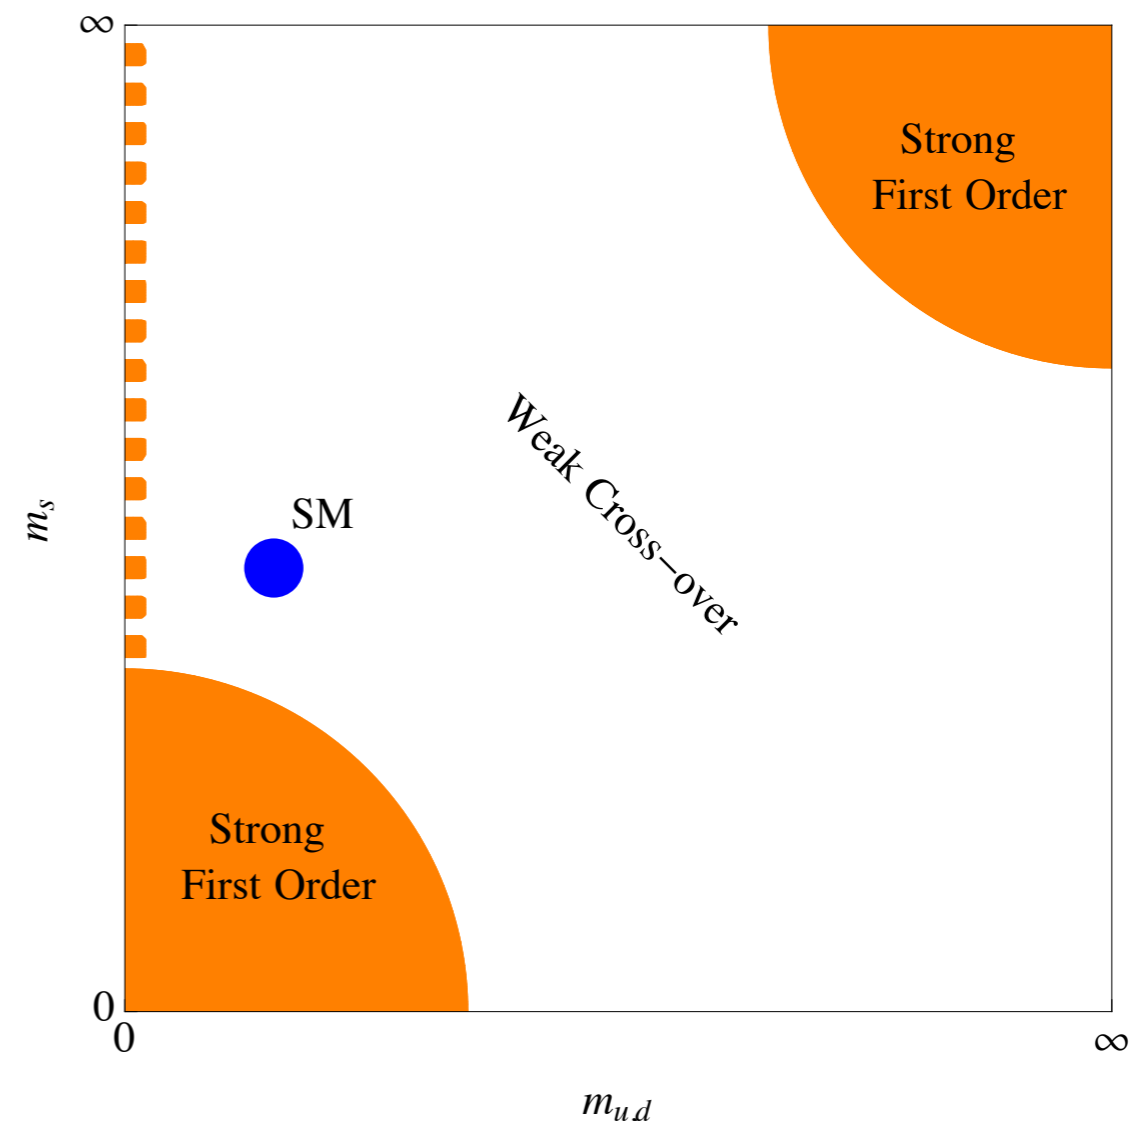 ∞
Strong
First Order
Weak Cross−over
m_s
SM
Strong
First Order
0
0
∞
m_{u.d}